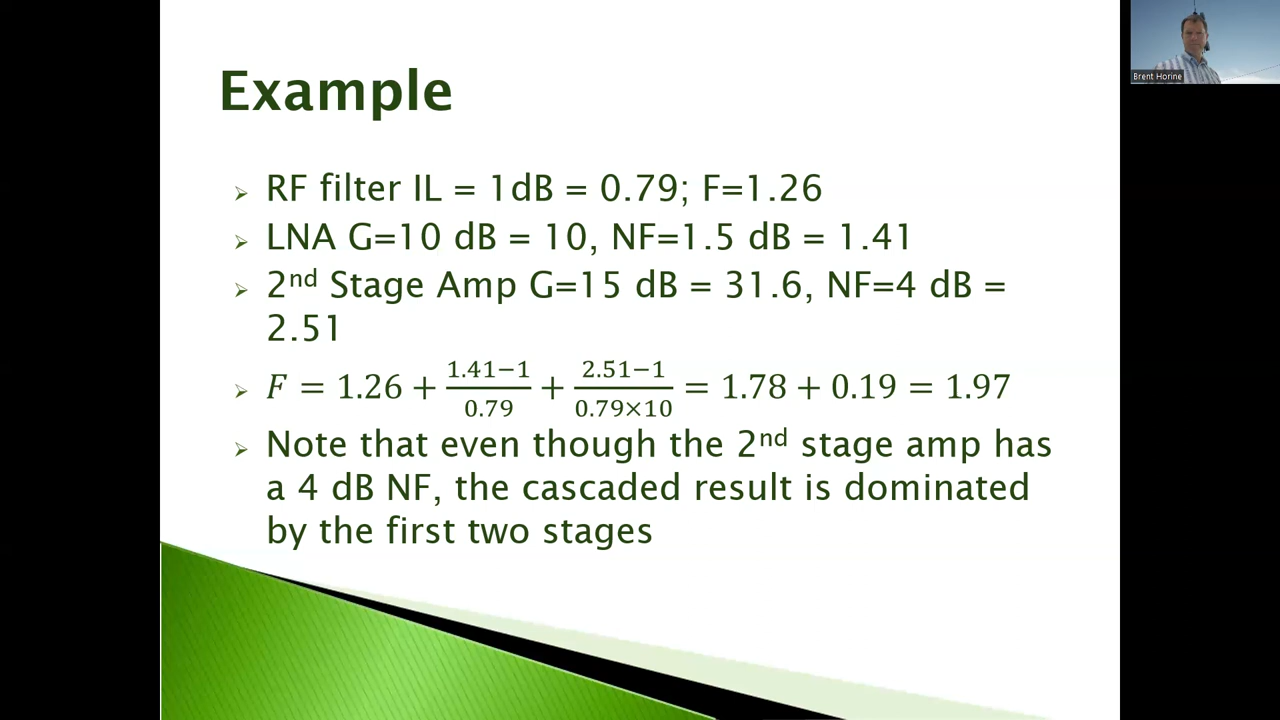 Example
RF filter IL = 1dB = 0.79; F=1.26
LNA G=10 dB = 10, NF=1.5 dB = 1.41
2nd Stage Amp G=15 dB = 31.6, NF=4 dB =
2.51
F = 1.26 + \frac{1.41−1}{0.79} + \frac{2.51−1}{0.79×10} = 1.78 + 0.19 = 1.97
Note that even though the 2nd stage amp has
a 4 dB NF, the cascaded result is dominated
by the first two stages
Brent Horine